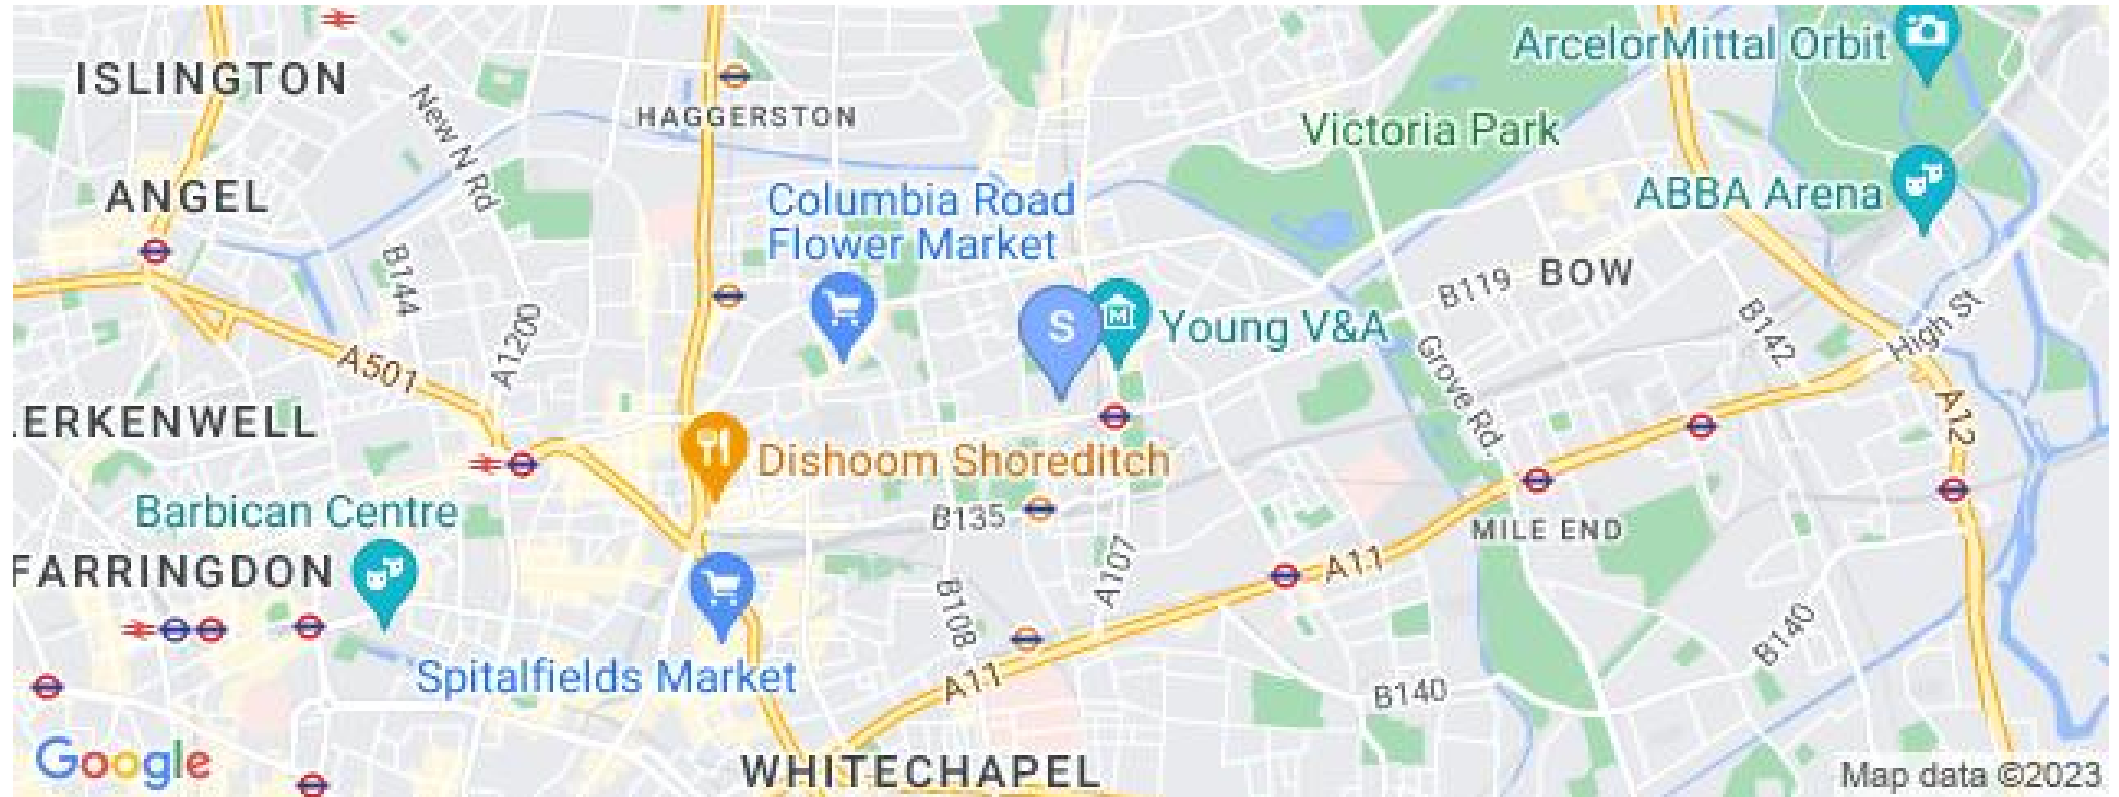 ArcelorMittal Orbit
ISLINGTON
New N Rd
HAGGERSTON
Victoria Park
ANGEL
Columbia Road
Flower Market
ABBA Arena
B144
B119
BOW
A1200
S
M
Young V&A
B142
High St
A501
Grove Rd
A12
ERKENWELL
Dishoom Shoreditch
Barbican Centre
B135
MILE END
FARRINGDON
A107
A11
B108
B140
Spitalfields Market
A11
B140
Google
WHITECHAPEL
Map data ©2023